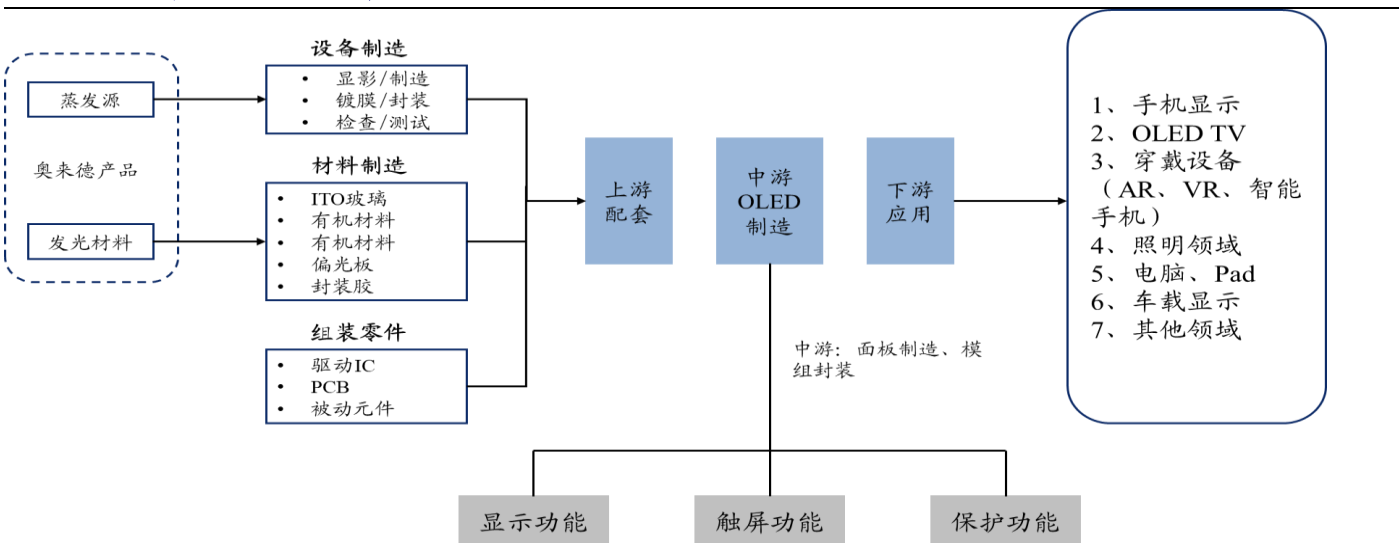 蒸发源
奥来德产品
发光材料
设备制造
• 显影/制造
• 镀膜/封装
• 检查/测试
材料制造
• ITO玻璃
• 有机材料
• 有机材料
• 偏光板
• 封装胶
组装零件
• 驱动IC
• PCB
• 被动元件
上游
配套
中游
OLED
制造
下游
应用
1、手机显示
2、OLED TV
3、穿戴设备
（AR、VR、智能
手机）
4、照明领域
5、电脑、Pad
6、车载显示
7、其他领域
中游：面板制造、模
组封装
显示功能
触屏功能
保护功能